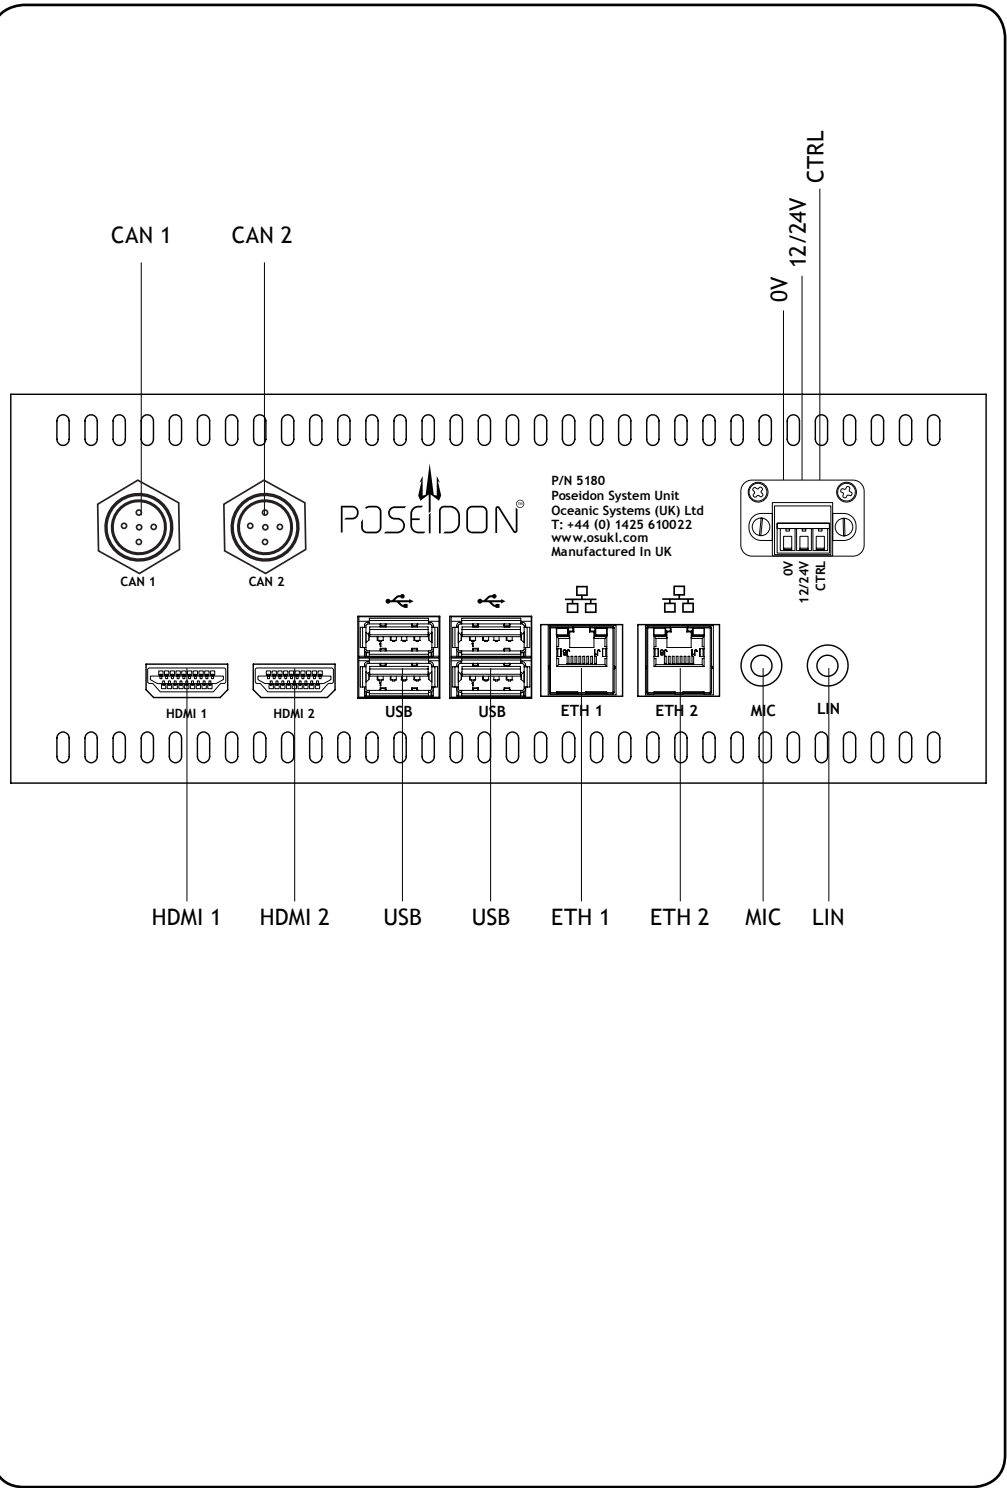 CTRL
12/24V
0V
CAN 1 CAN 2
POSEIDON
P/N 5180
Poseidon System Unit
Oceanic Systems (UK) Ltd
T: +44 (0) 1425 610022
www.osukl.com
Manufactured In UK
CAN 1 CAN 2
0V
12/24V
CTRL
HDMI 1 HDMI 2 USB USB ETH 1 ETH 2 MIC LIN
HDMI 1 HDMI 2 USB USB ETH 1 ETH 2 MIC LIN